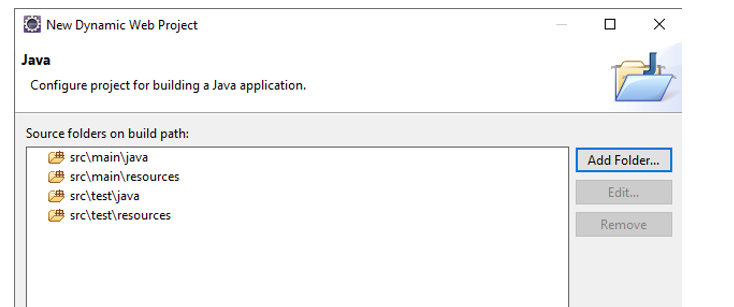 New Dynamic Web Project
Java
Configure project for building a Java application.
Source folders on build path:
src\main\java
src\main\resources
src\test\java
src\test\resources
Add Folder...
Edit...
Remove